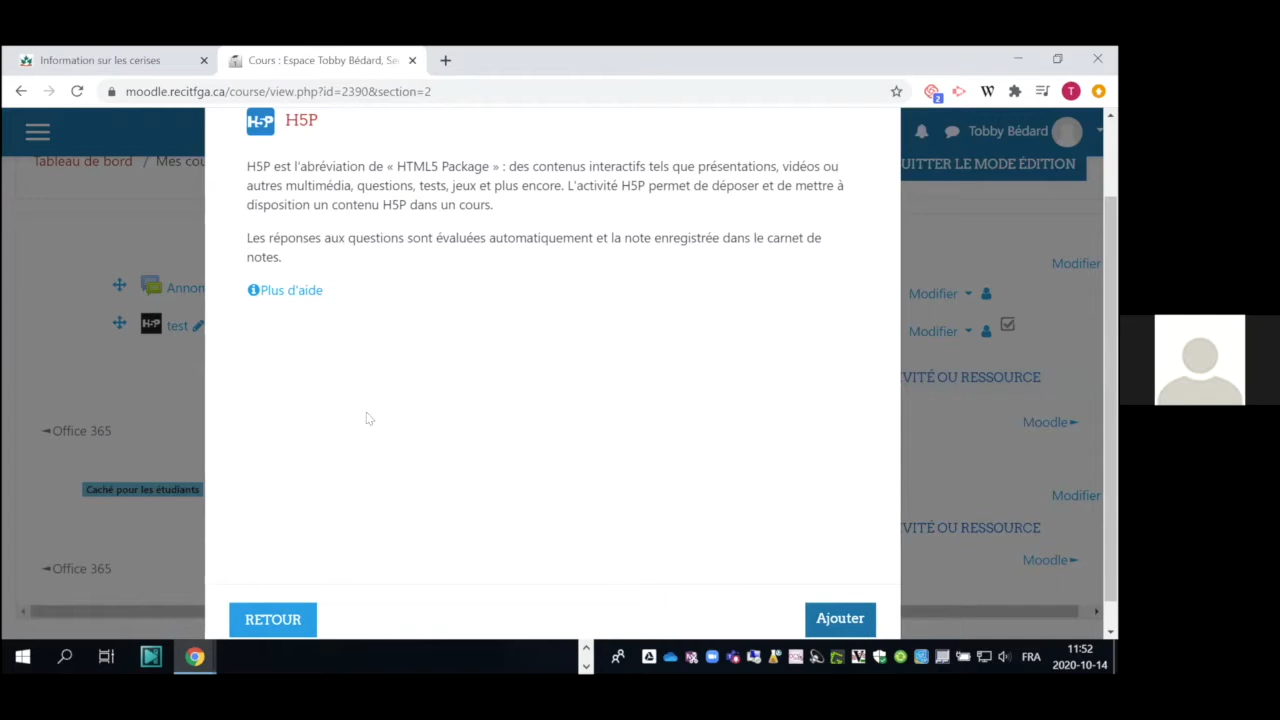 Information sur les cerises
Cours : Espace Tobby Bédard, Se
moodle.recitfga.ca/course/view.php?id=2390&section=2
2
W
T
H5P
H5P
Tobby Bédard
Tableau de bord / Mes cou
UITTER LE MODE ÉDITION
H5P est l'abréviation de « HTML5 Package » : des contenus interactifs tels que présentations, vidéos ou
autres multimédia, questions, tests, jeux et plus encore. L'activité H5P permet de déposer et de mettre à
disposition un contenu H5P dans un cours.
Les réponses aux questions sont évaluées automatiquement et la note enregistrée dans le carnet de
notes.
Plus d'aide
Modifier
Annon
Modifier
H5P
test
Modifier
VITÉ OU RESSOURCE
Moodle
Office 365
Caché pour les étudiants
Modifier
VITÉ OU RESSOURCE
Moodle
Office 365
RETOUR
Ajouter
FRA
11:52
2020-10-14